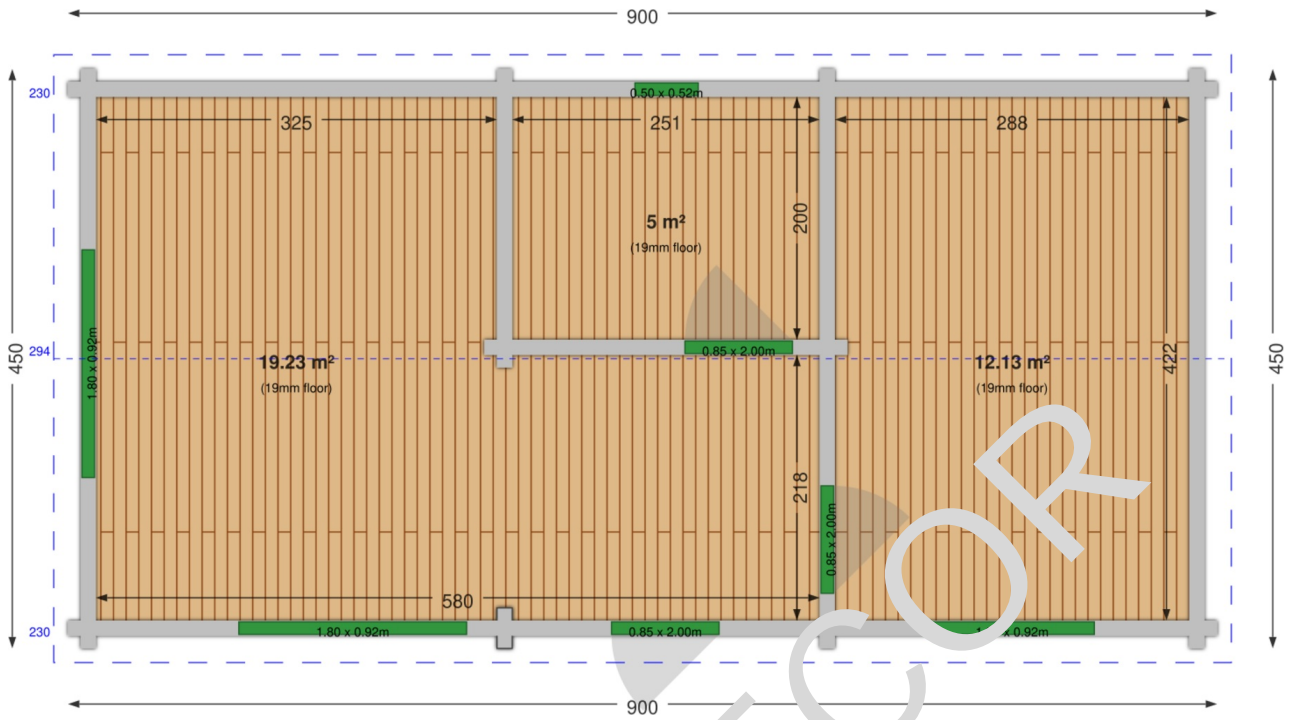 900
230
0.50 x 0.52m
325
251
288
200
5 m²
(19mm floor)
450
294
1.80 x 0.92m
0.85 x 2.00m
19.23 m²
(19mm floor)
12.13 m²
(19mm floor)
422
450
218
0.85 x 2.00m
580
230
1.80 x 0.92m
0.85 x 2.00m
x 0.92m
COR
900